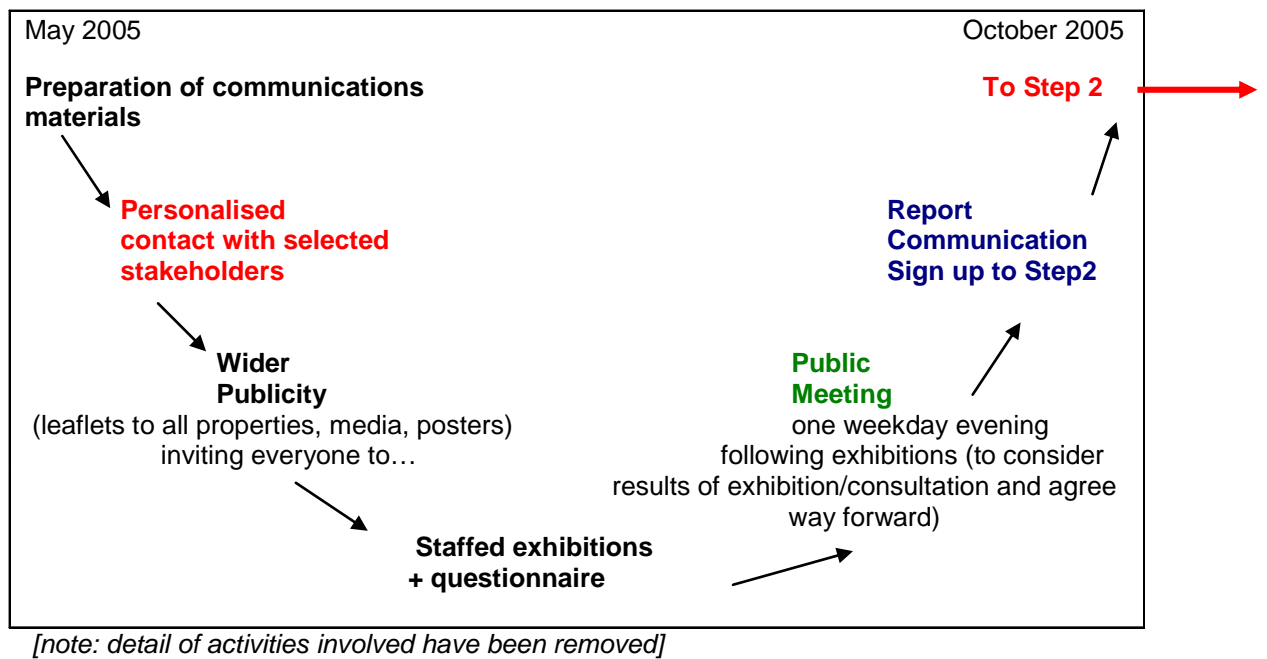 May 2005
October 2005
Preparation of communications
materials
To Step 2
Personalised
contact with selected
stakeholders
Report
Communication
Sign up to Step2
Wider
Publicity
(leaflets to all properties, media, posters)
inviting everyone to…
Public
Meeting
one weekday evening
following exhibitions (to consider
results of exhibition/consultation and agree
way forward)
Staffed exhibitions
+ questionnaire
[note: detail of activities involved have been removed]